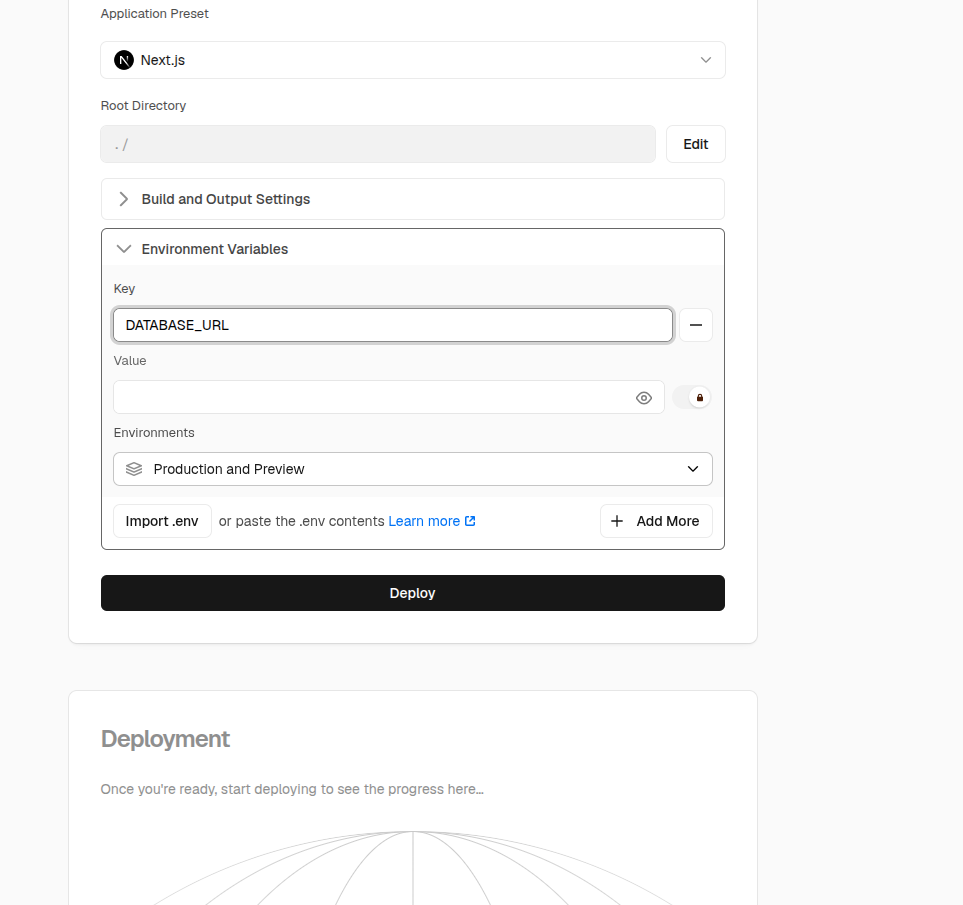 Application Preset
N Next.js
Root Directory
./
Edit
Build and Output Settings
Environment Variables
Key
DATABASE_URL
Value
Environments
Production and Preview
Import .env or paste the .env contents Learn more
Add More
Deploy
Deployment
Once you're ready, start deploying to see the progress here...